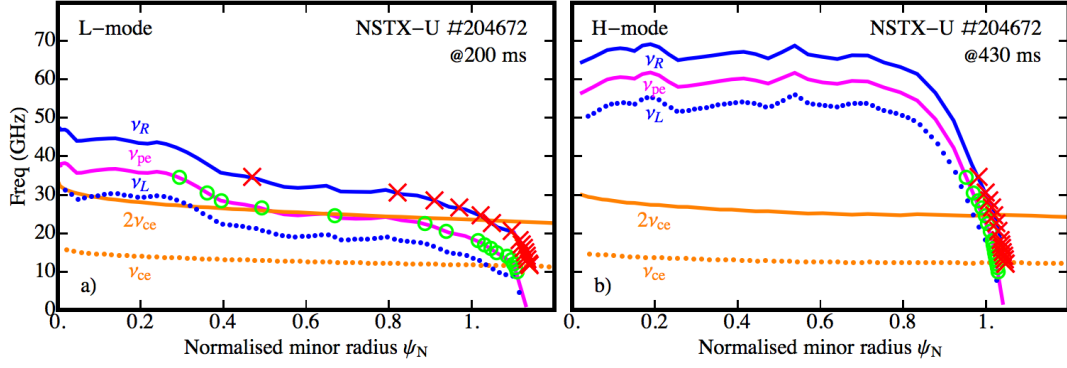 L-mode
NSTX-U #204672
@200 ms
Freq (GHz)
70
60
50
40
30
20
10
0
ν_R
ν_pe
ν_L
2ν_ce
ν_ce
a)
0. 0.2 0.4 0.6 0.8 1.
Normalised minor radius ψ_N
H-mode
NSTX-U #204672
@430 ms
ν_R
ν_pe
ν_L
2ν_ce
ν_ce
b)
0. 0.2 0.4 0.6 0.8 1.
Normalised minor radius ψ_N